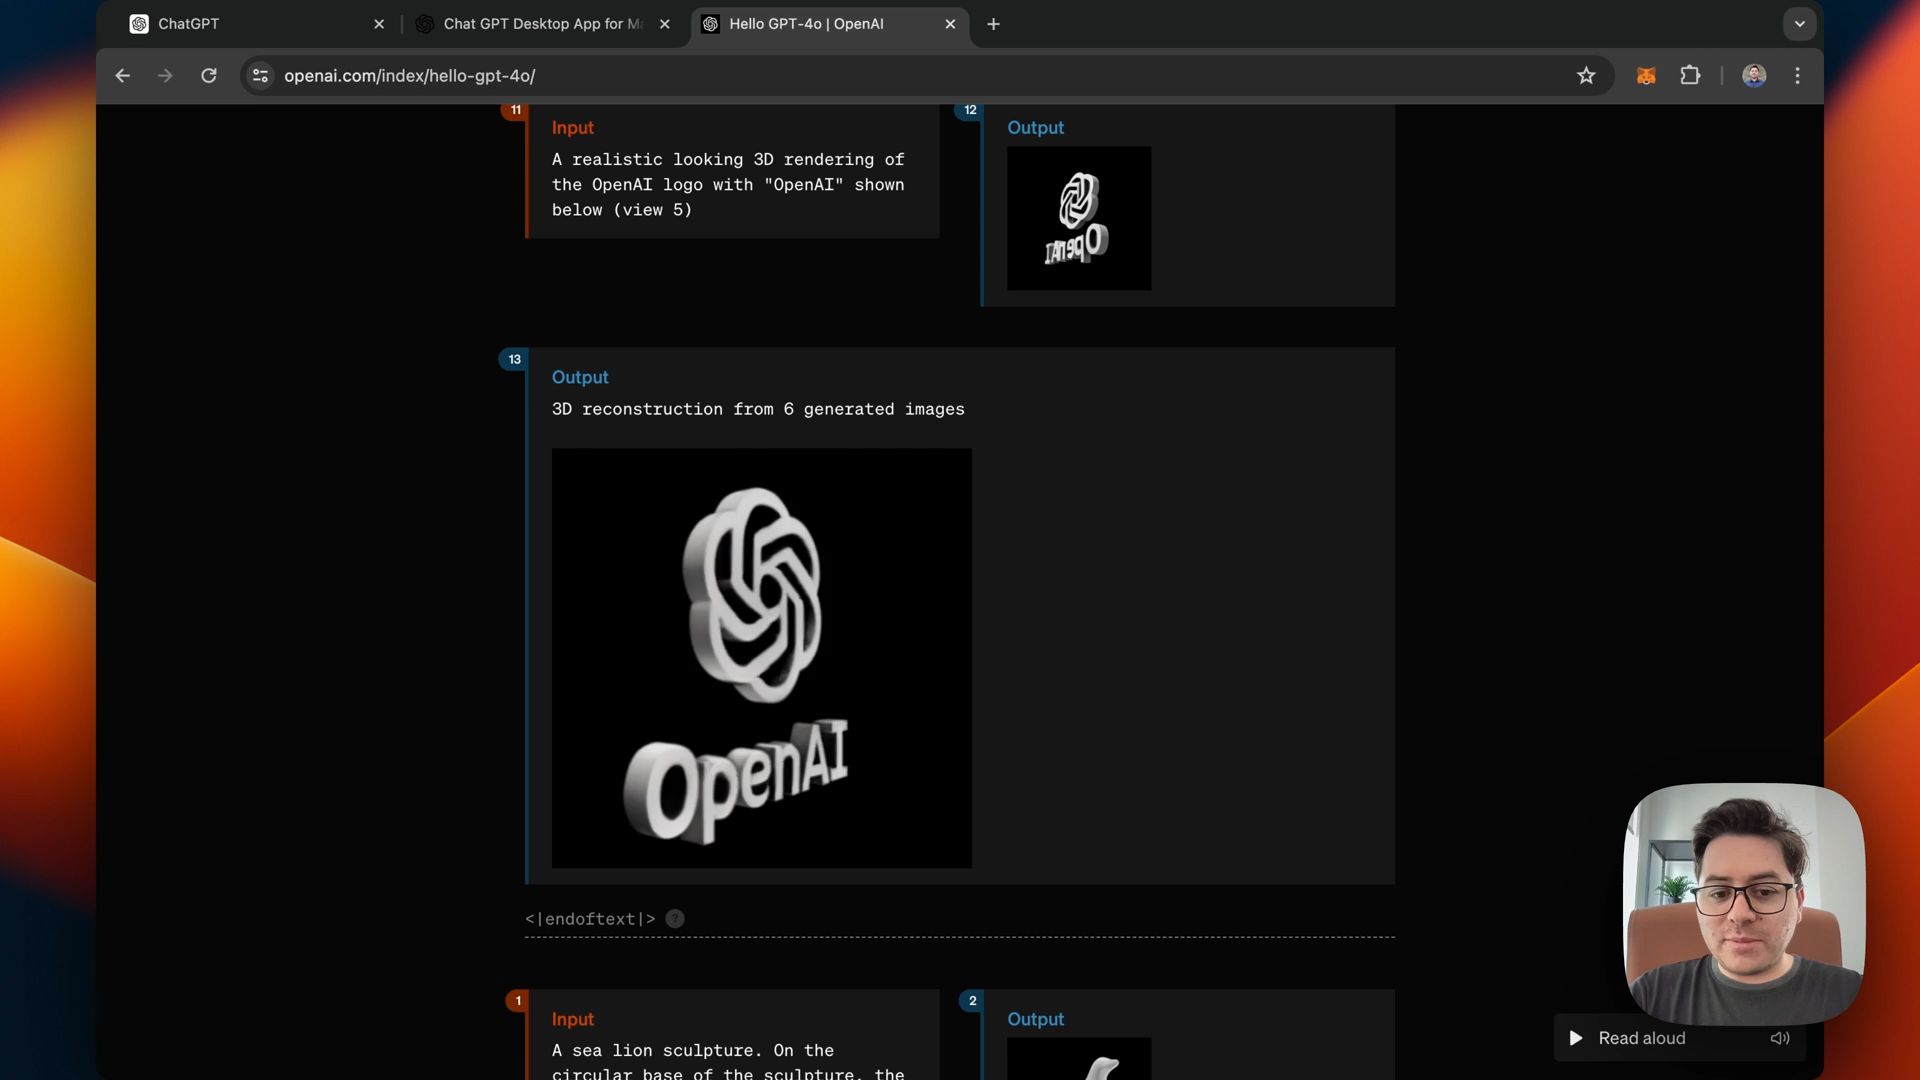 ChatGPT
Chat GPT Desktop App for Ma
Hello GPT-4o | OpenAI
openai.com/index/hello-gpt-4o/
11
Input
A realistic looking 3D rendering of
the OpenAI logo with "OpenAI" shown
below (view 5)
12
Output
OpenAI
13
Output
3D reconstruction from 6 generated images
OpenAI
<|endoftext|> ?
1
Input
A sea lion sculpture. On the
circular base of the sculpture, the
2
Output
Read aloud